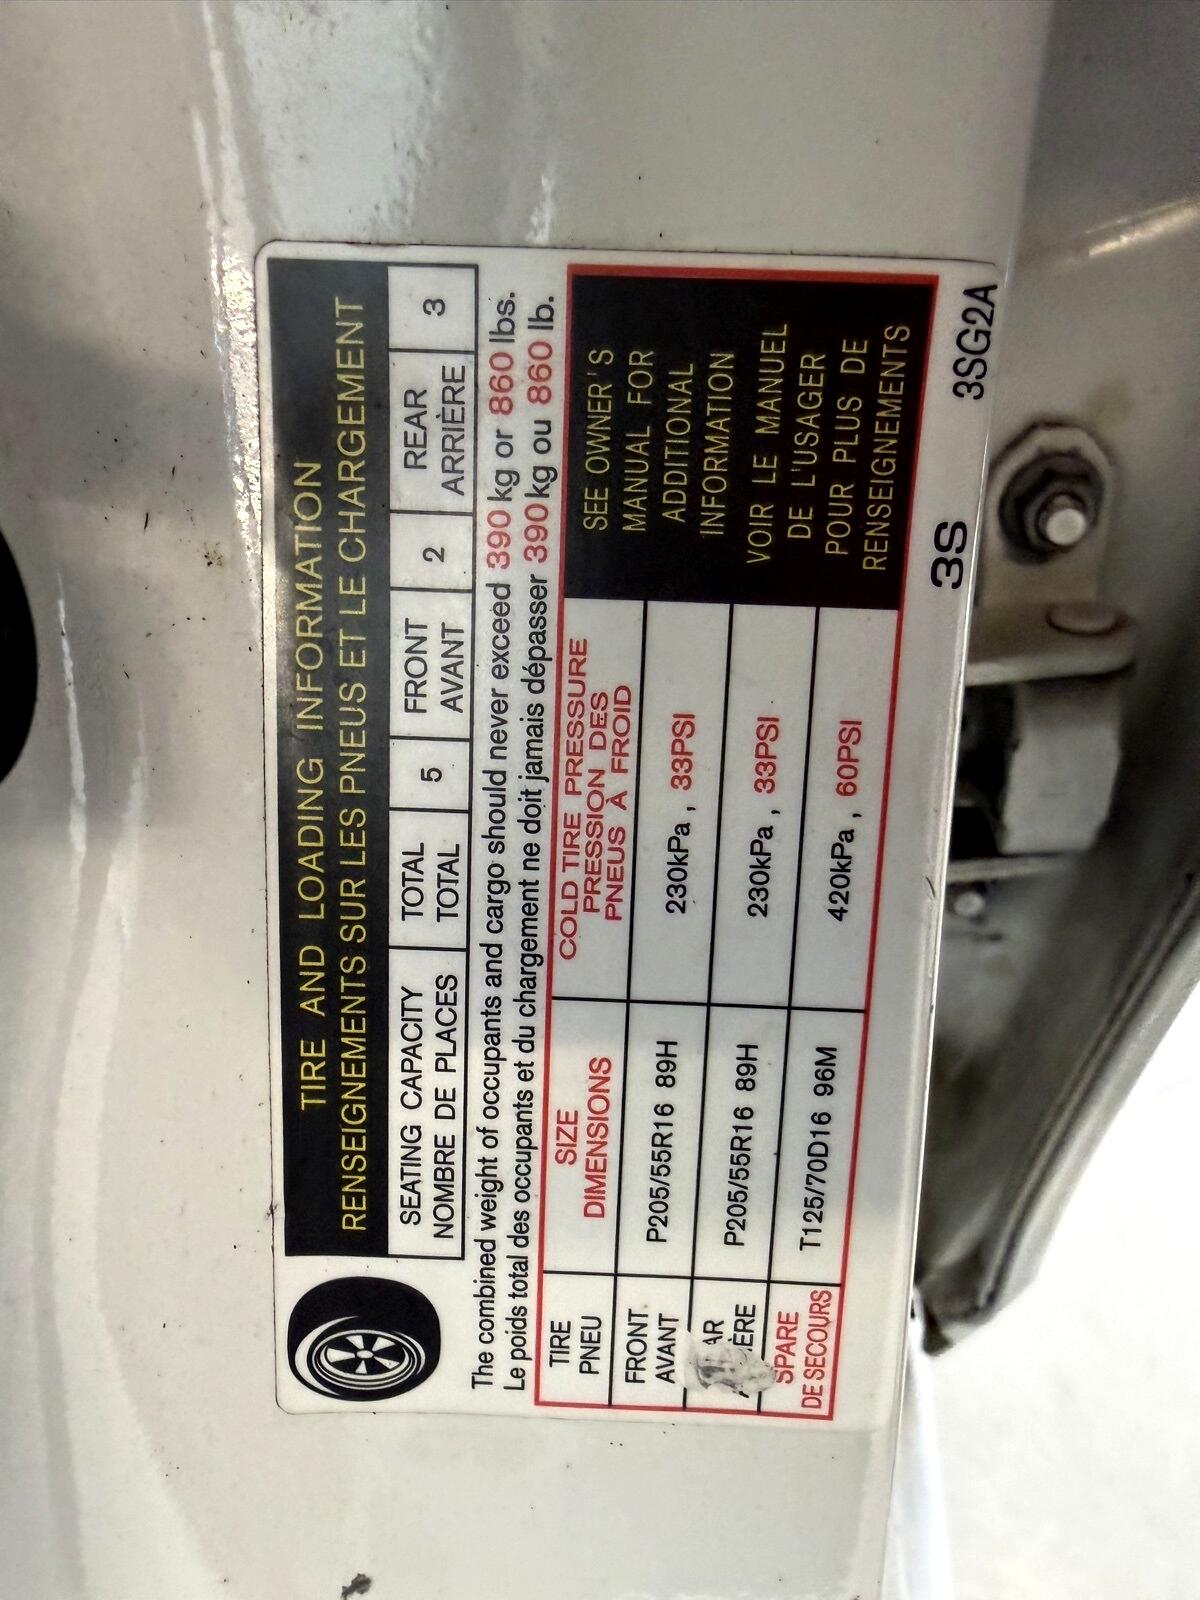 TIRE AND LOADING INFORMATION
RENSEIGNEMENTS SUR LES PNEUS ET LE CHARGEMENT
SEATING CAPACITY TOTAL 5 FRONT 2 REAR 3
NOMBRE DE PLACES TOTAL AVANT ARRIÈRE
The combined weight of occupants and cargo should never exceed 390 kg or 860 lbs.
Le poids total des occupants et du chargement ne doit jamais dépasser 390 kg ou 860 lb.
TIRE SIZE COLD TIRE PRESSURE
PNEU DIMENSIONS PRESSION DES
PNEUS À FROID
FRONT P205/55R16 89H 230kPa, 33PSI
AVANT
P205/55R16 89H 230kPa, 33PSI
SPARE T125/70D16 96M 420kPa, 60PSI
DE SECOURS
SEE OWNER'S
MANUAL FOR
ADDITIONAL
INFORMATION
VOIR LE MANUEL
DE L'USAGER
POUR PLUS DE
RENSEIGNEMENTS
3S 3SG2A